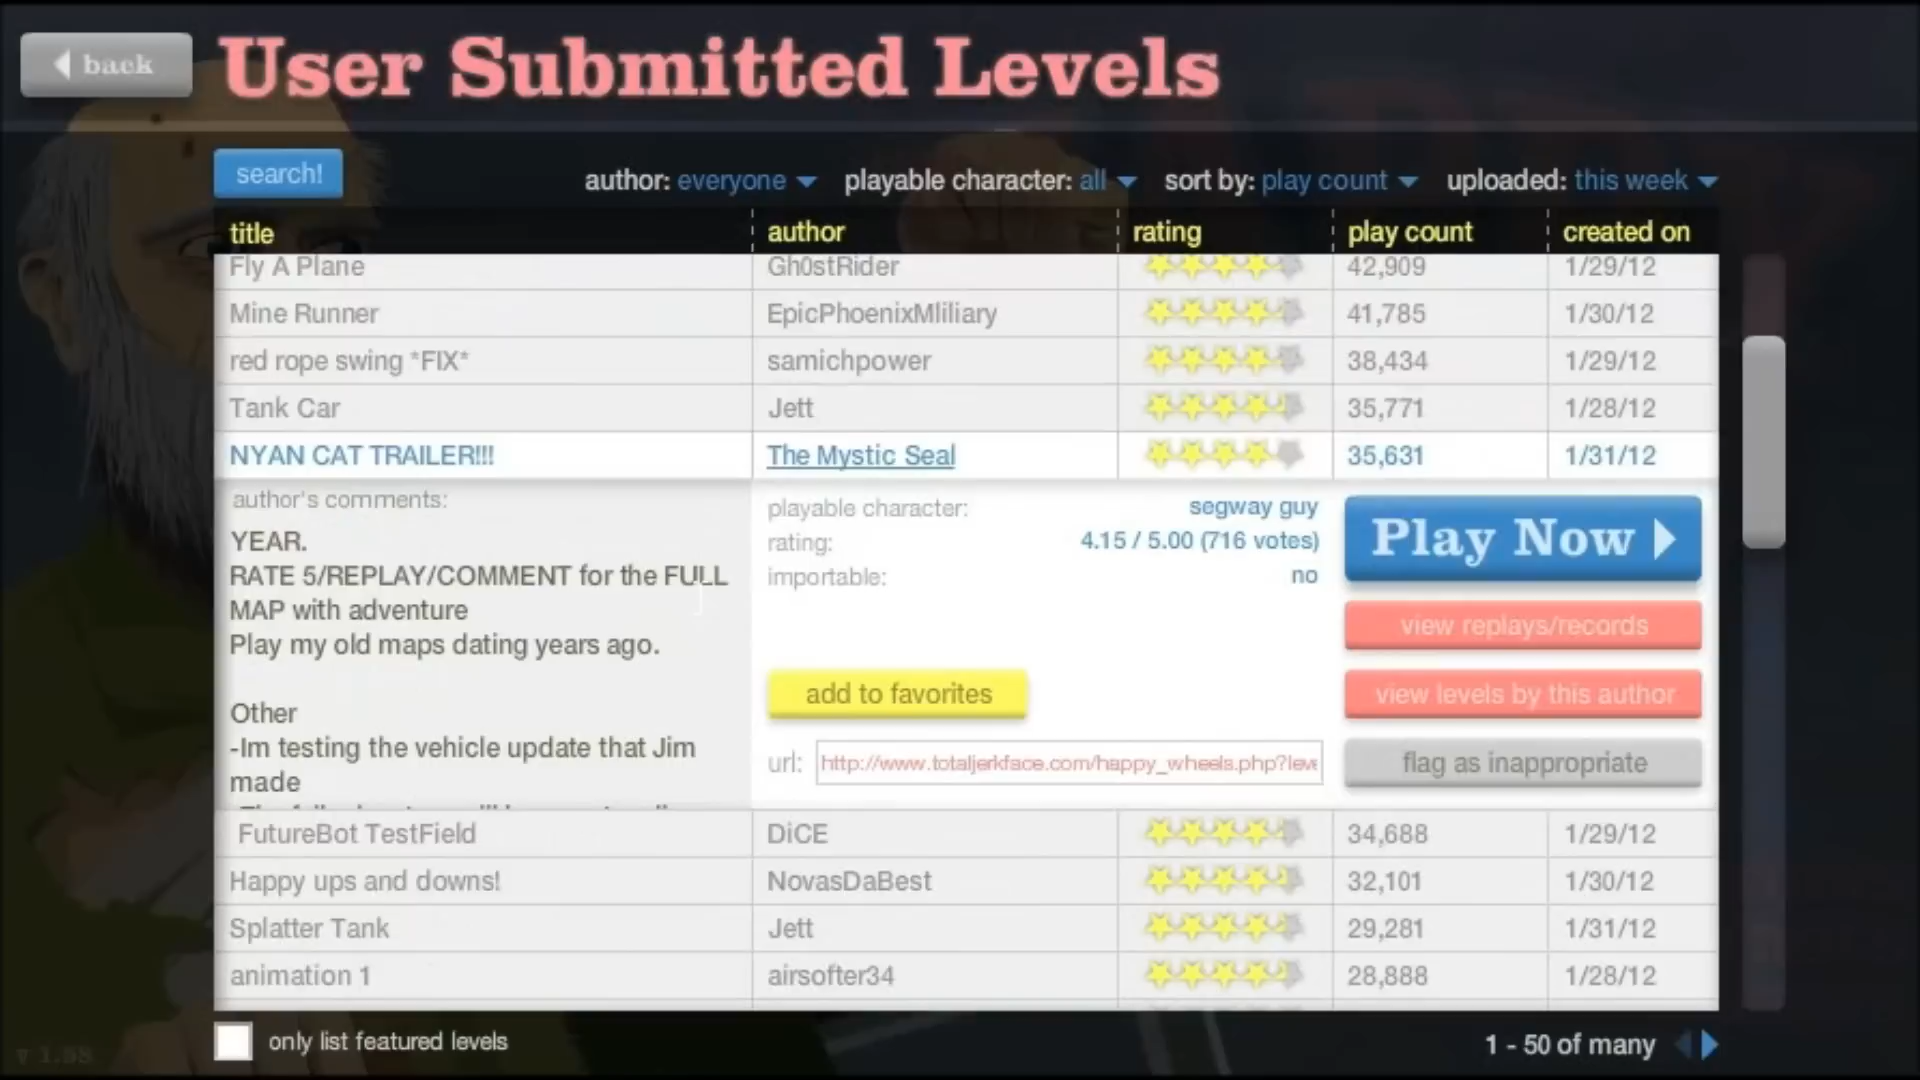 back
User Submitted Levels
search!
author: everyone
playable character: all
sort by: play count
uploaded: this week
title author rating play count created on
Fly A Plane Gh0stRider 42,909 1/29/12
Mine Runner EpicPhoenixMliliary 41,785 1/30/12
red rope swing *FIX* samichpower 38,434 1/29/12
Tank Car Jett 35,771 1/28/12
NYAN CAT TRAILER!!! The Mystic Seal 35,631 1/31/12
author's comments:
YEAR.
RATE 5/REPLAY/COMMENT for the FULL
MAP with adventure
Play my old maps dating years ago.
Other
-Im testing the vehicle update that Jim
made
playable character: segway guy
rating: 4.15 / 5.00 (716 votes)
importable: no
add to favorites
url: http://www.totaljerkface.com/happy_wheels.php?leve
Play Now
view replays/records
view levels by this author
flag as inappropriate
FutureBot TestField DiCE 34,688 1/29/12
Happy ups and downs! NovasDaBest 32,101 1/30/12
Splatter Tank Jett 29,281 1/31/12
animation 1 airsofter34 28,888 1/28/12
only list featured levels
1 - 50 of many
v 1.58